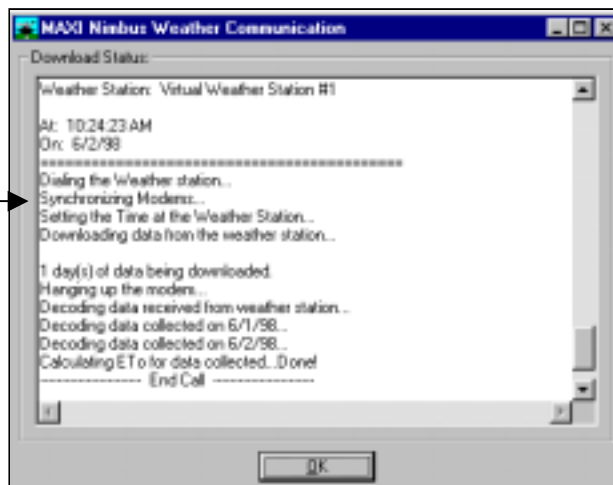 MAXI Nimbus Weather Communication
Download Status:
Weather Station: Virtual Weather Station #1
At: 10:24:23 AM
On: 6/2/98
===========================================
Dialing the Weather station...
Synchronizing Modems...
Setting the Time at the Weather Station...
Downloading data from the weather station...
1 day(s) of data being downloaded.
Hanging up the modem...
Decoding data received from weather station...
Decoding data collected on 6/1/98...
Decoding data collected on 6/2/98...
Calculating ETo for data collected...Done!
---------------- End Call ----------------
OK